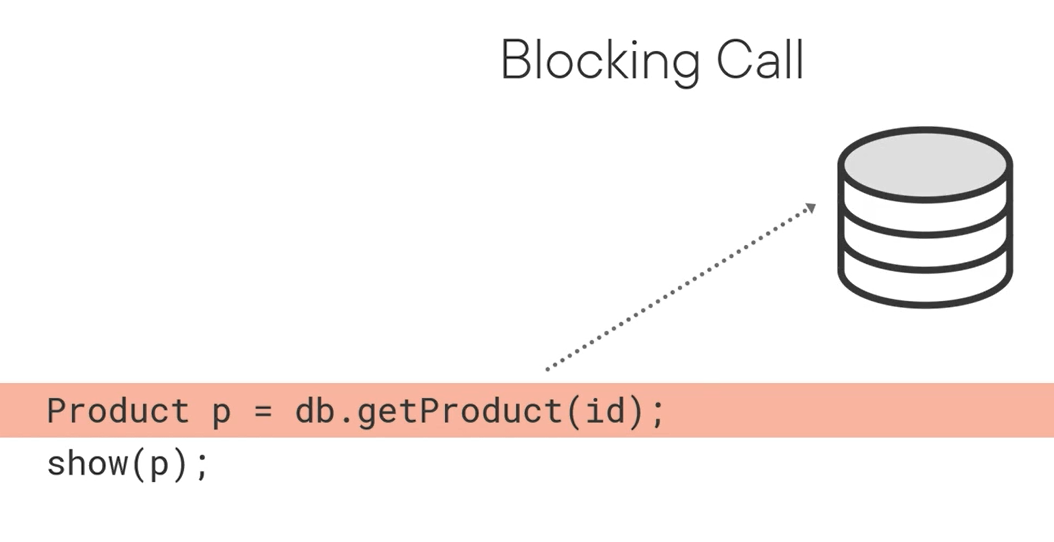 Blocking Call
Product p = db.getProduct(id);
show(p);